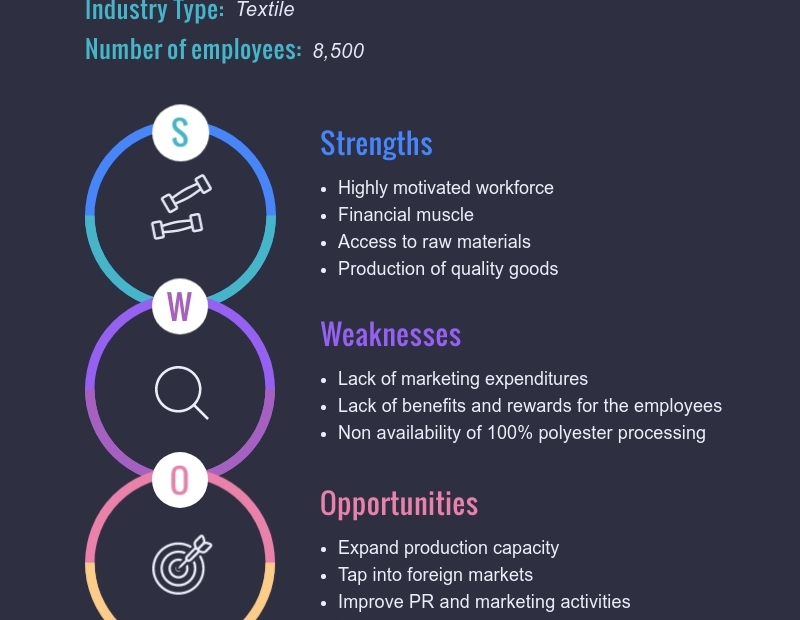 Industry Type: Textile
Number of employees: 8,500
S
Strengths
• Highly motivated workforce
• Financial muscle
• Access to raw materials
• Production of quality goods
W
Weaknesses
• Lack of marketing expenditures
• Lack of benefits and rewards for the employees
• Non availability of 100% polyester processing
O
Opportunities
• Expand production capacity
• Tap into foreign markets
• Improve PR and marketing activities